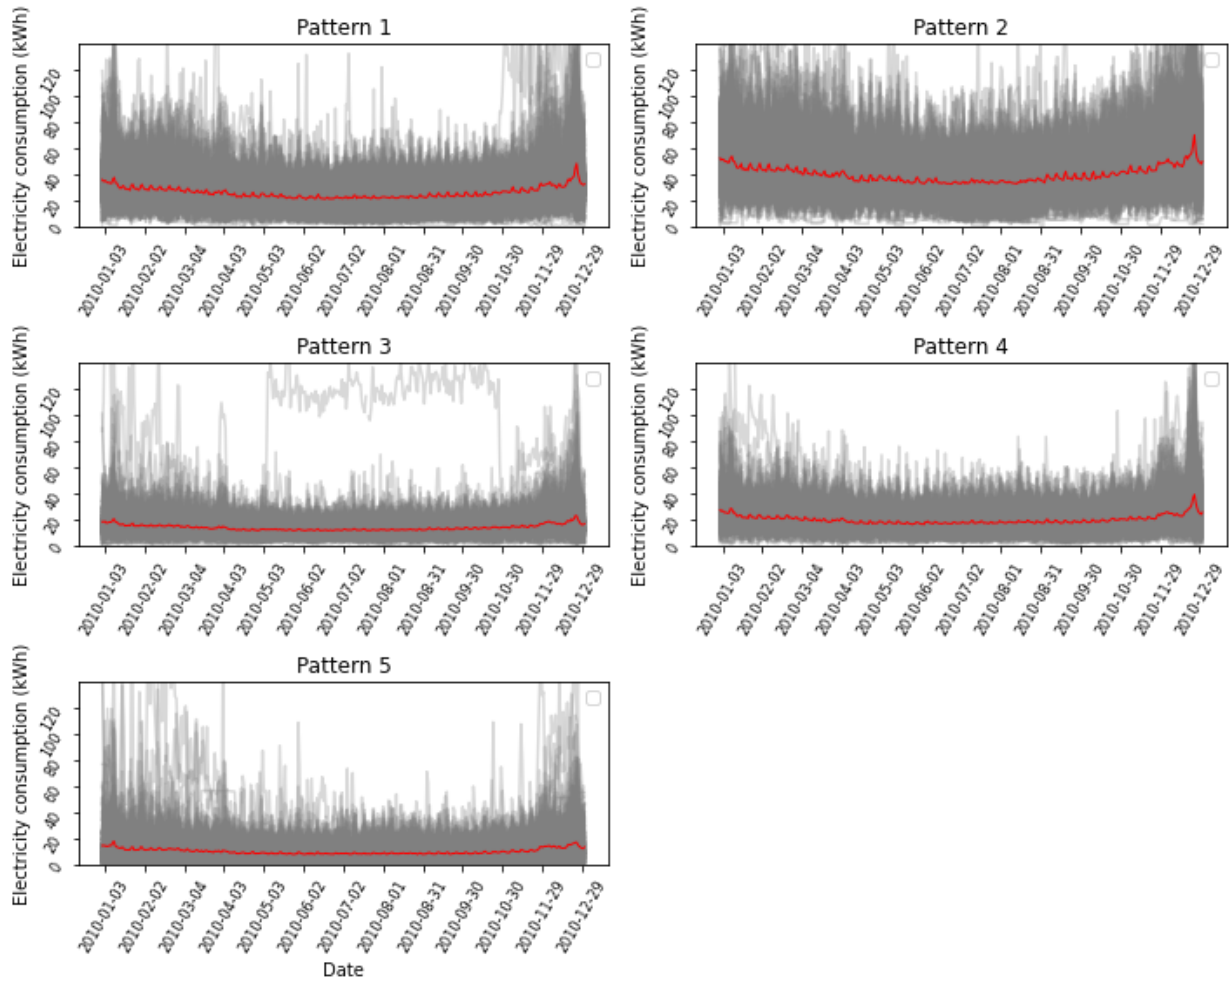 Pattern 1
Electricity consumption (kWh)
0 20 40 60 80 100 120
2010-01-03 2010-02-02 2010-03-04 2010-04-03 2010-05-03 2010-06-02 2010-07-02 2010-08-01 2010-08-31 2010-09-30 2010-10-30 2010-11-29 2010-12-29
Pattern 2
Electricity consumption (kWh)
0 20 40 60 80 100 120
2010-01-03 2010-02-02 2010-03-04 2010-04-03 2010-05-03 2010-06-02 2010-07-02 2010-08-01 2010-08-31 2010-09-30 2010-10-30 2010-11-29 2010-12-29
Pattern 3
Electricity consumption (kWh)
0 20 40 60 80 100 120
2010-01-03 2010-02-02 2010-03-04 2010-04-03 2010-05-03 2010-06-02 2010-07-02 2010-08-01 2010-08-31 2010-09-30 2010-10-30 2010-11-29 2010-12-29
Pattern 4
Electricity consumption (kWh)
0 20 40 60 80 100 120
2010-01-03 2010-02-02 2010-03-04 2010-04-03 2010-05-03 2010-06-02 2010-07-02 2010-08-01 2010-08-31 2010-09-30 2010-10-30 2010-11-29 2010-12-29
Pattern 5
Electricity consumption (kWh)
0 20 40 60 80 100 120
2010-01-03 2010-02-02 2010-03-04 2010-04-03 2010-05-03 2010-06-02 2010-07-02 2010-08-01 2010-08-31 2010-09-30 2010-10-30 2010-11-29 2010-12-29
Date